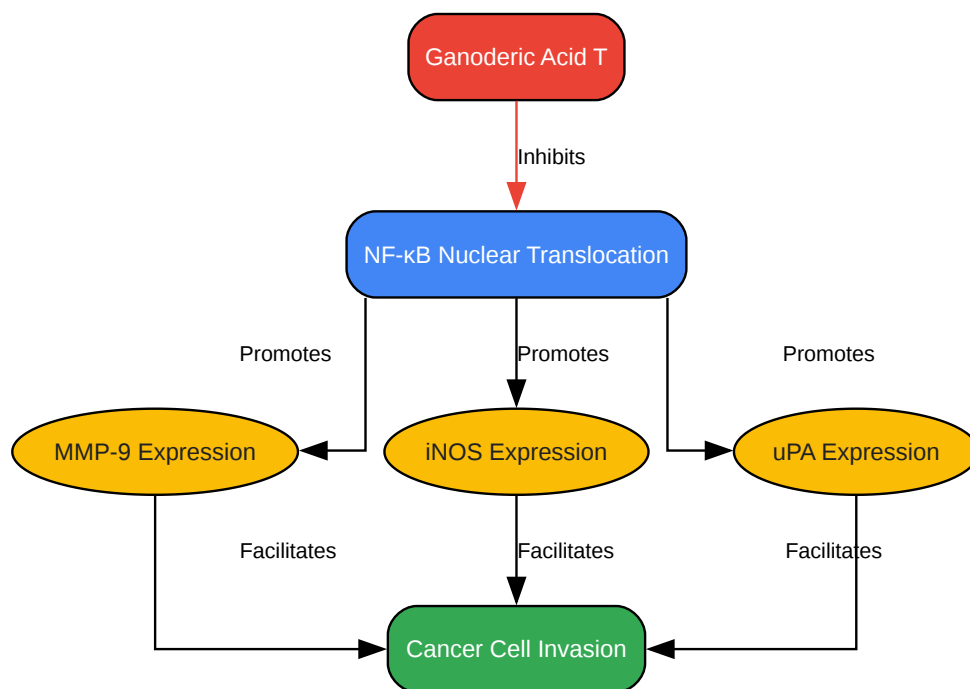 Ganoderic Acid T
Inhibits
NF-κB Nuclear Translocation
Promotes
Promotes
Promotes
MMP-9 Expression
iNOS Expression
uPA Expression
Facilitates
Facilitates
Facilitates
Cancer Cell Invasion